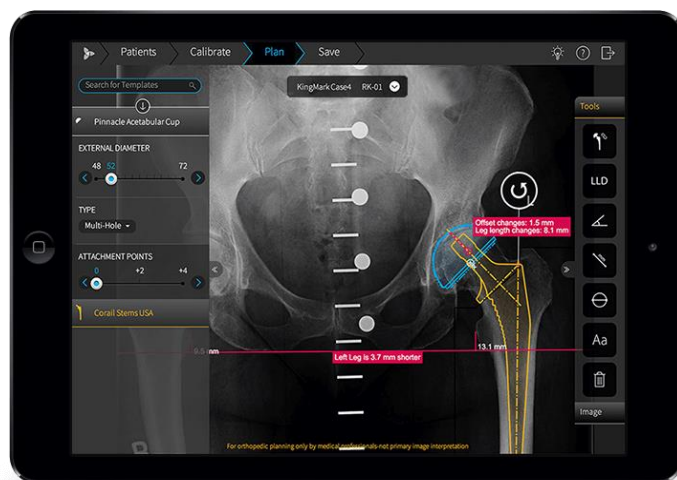 Patients
Calibrate
Plan
Save
Search for Templates
KingMark Case4 RK-01
Tools
Pinnacle Acetabular Cup
EXTERNAL DIAMETER
48 52 72
TYPE
Multi-Hole
ATTACHMENT POINTS
0 +2 +4
Corail Stems USA
LLD
L
Offset changes: 1.5 mm
Leg length changes: 8.1 mm
9.5 mm
13.1 mm
Left Leg is 3.7 mm shorter
Aa
Image
For orthopedic planning only by medical professionals not primary image interpretation